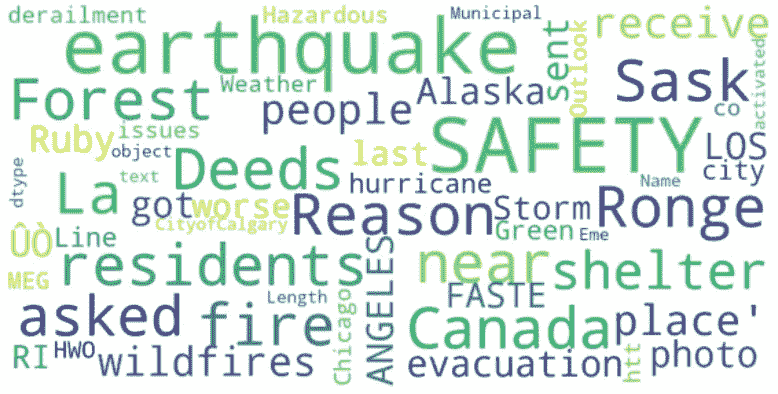 derailment
Hazardous
Municipal
receive
earthquake
sent
Outlook
activated
Forest
Weather
people
Alaska
Sask
co
Ruby
issues
object
last
SAFETY
LOS
city
dtype
text
La
Deeds
got
worse
hurricane
Reason
Storm
Ronge
Name
CityofCalgary
ÛÒ
Line
Green
Eme
residents
ANGELES
near
shelter
MEG
Length
FASTE
asked
fire
Chicago
Canada
place'
RI
HWO
wildfires
evacuation
htt
photo